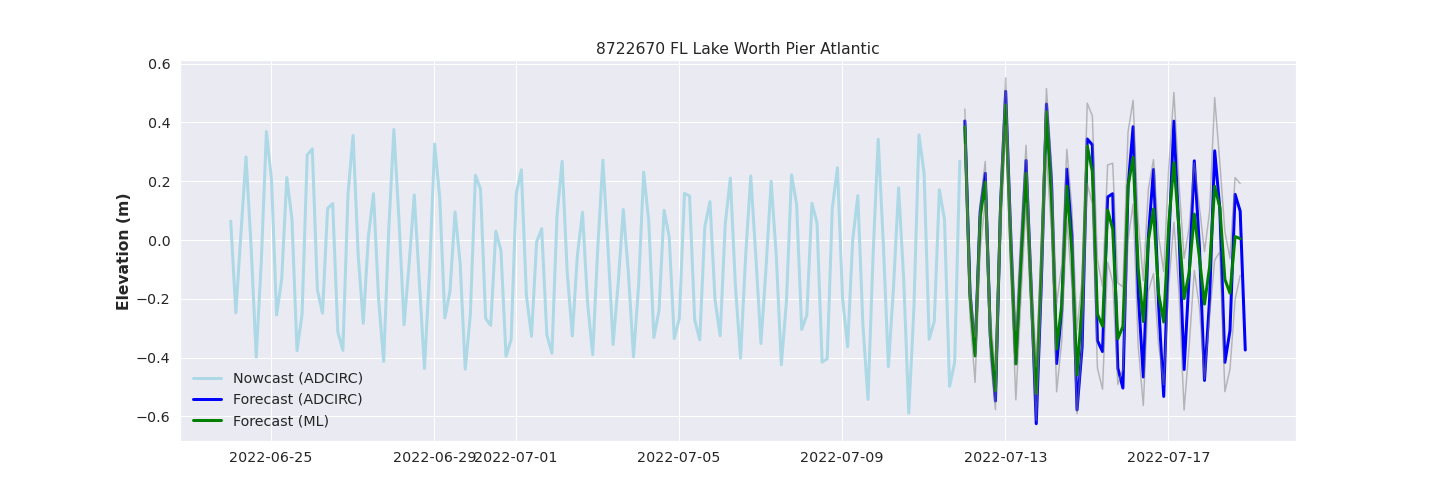 8722670 FL Lake Worth Pier Atlantic
Elevation (m)
0.6
0.4
0.2
0.0
−0.2
−0.4
−0.6
Nowcast (ADCIRC)
Forecast (ADCIRC)
Forecast (ML)
2022-06-25 2022-06-29 2022-07-01 2022-07-05 2022-07-09 2022-07-13 2022-07-17